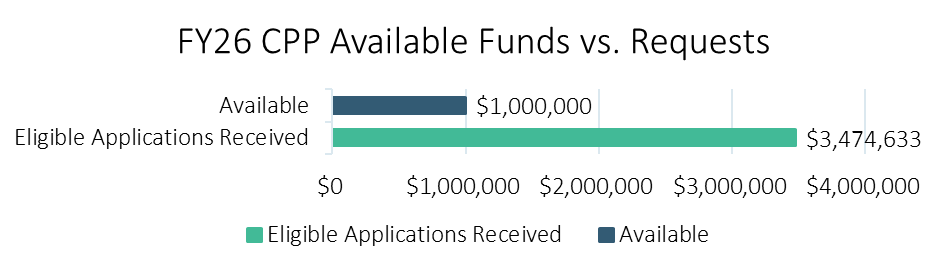 FY26 CPP Available Funds vs. Requests
Available $1,000,000
Eligible Applications Received $3,474,633
$0 $1,000,000 $2,000,000 $3,000,000 $4,000,000
Eligible Applications Received Available